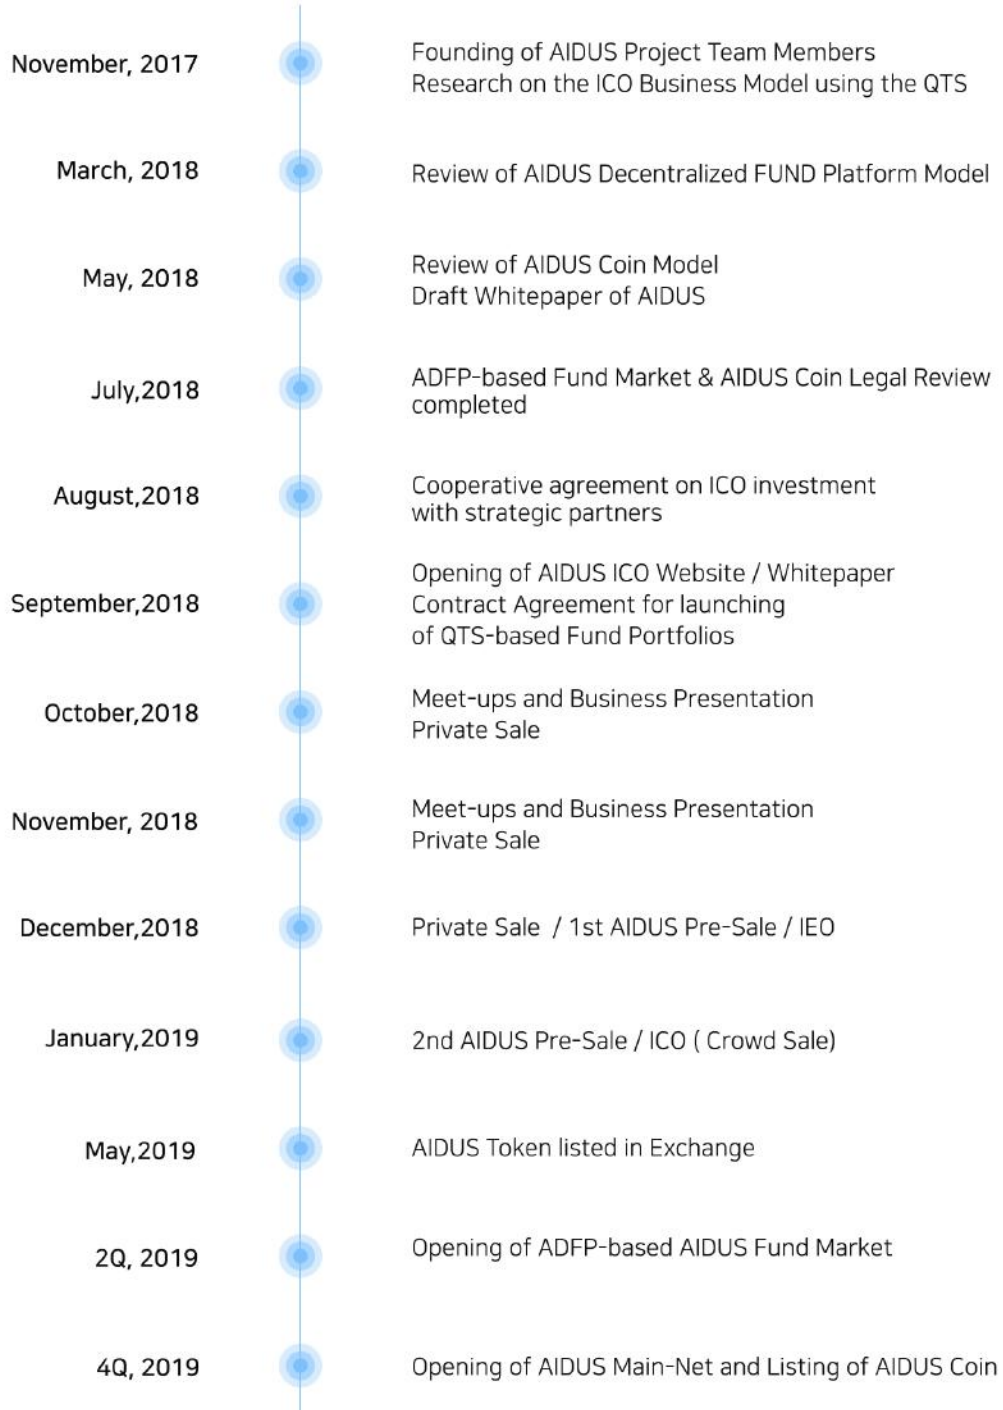 November, 2017
Founding of AIDUS Project Team Members
Research on the ICO Business Model using the QTS
March, 2018
Review of AIDUS Decentralized FUND Platform Model
May, 2018
Review of AIDUS Coin Model
Draft Whitepaper of AIDUS
July,2018
ADFP-based Fund Market & AIDUS Coin Legal Review
completed
August,2018
Cooperative agreement on ICO investment
with strategic partners
September,2018
Opening of AIDUS ICO Website / Whitepaper
Contract Agreement for launching
of QTS-based Fund Portfolios
October,2018
Meet-ups and Business Presentation
Private Sale
November, 2018
Meet-ups and Business Presentation
Private Sale
December,2018
Private Sale / 1st AIDUS Pre-Sale / IEO
January,2019
2nd AIDUS Pre-Sale / ICO ( Crowd Sale)
May,2019
AIDUS Token listed in Exchange
2Q, 2019
Opening of ADFP-based AIDUS Fund Market
4Q, 2019
Opening of AIDUS Main-Net and Listing of AIDUS Coin